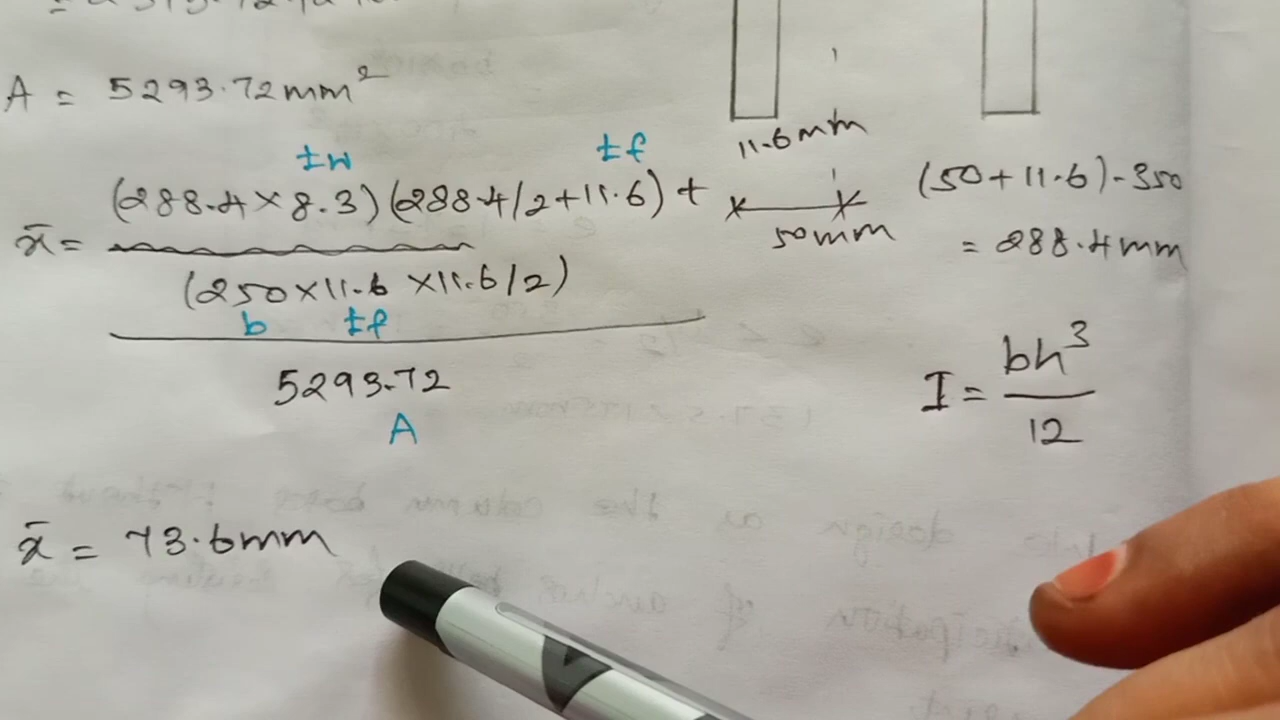 A = 5293.72mm²
tw tf
(288.4 × 8.3) (288.4/2+11.6) +
x̄ =
(250×11.6 ×11.6/2)
b tf
5293.72
A
x̄ = 73.6mm
11.6mm
50mm
(50+11.6)-350
= 288.4mm
I = bh³
12